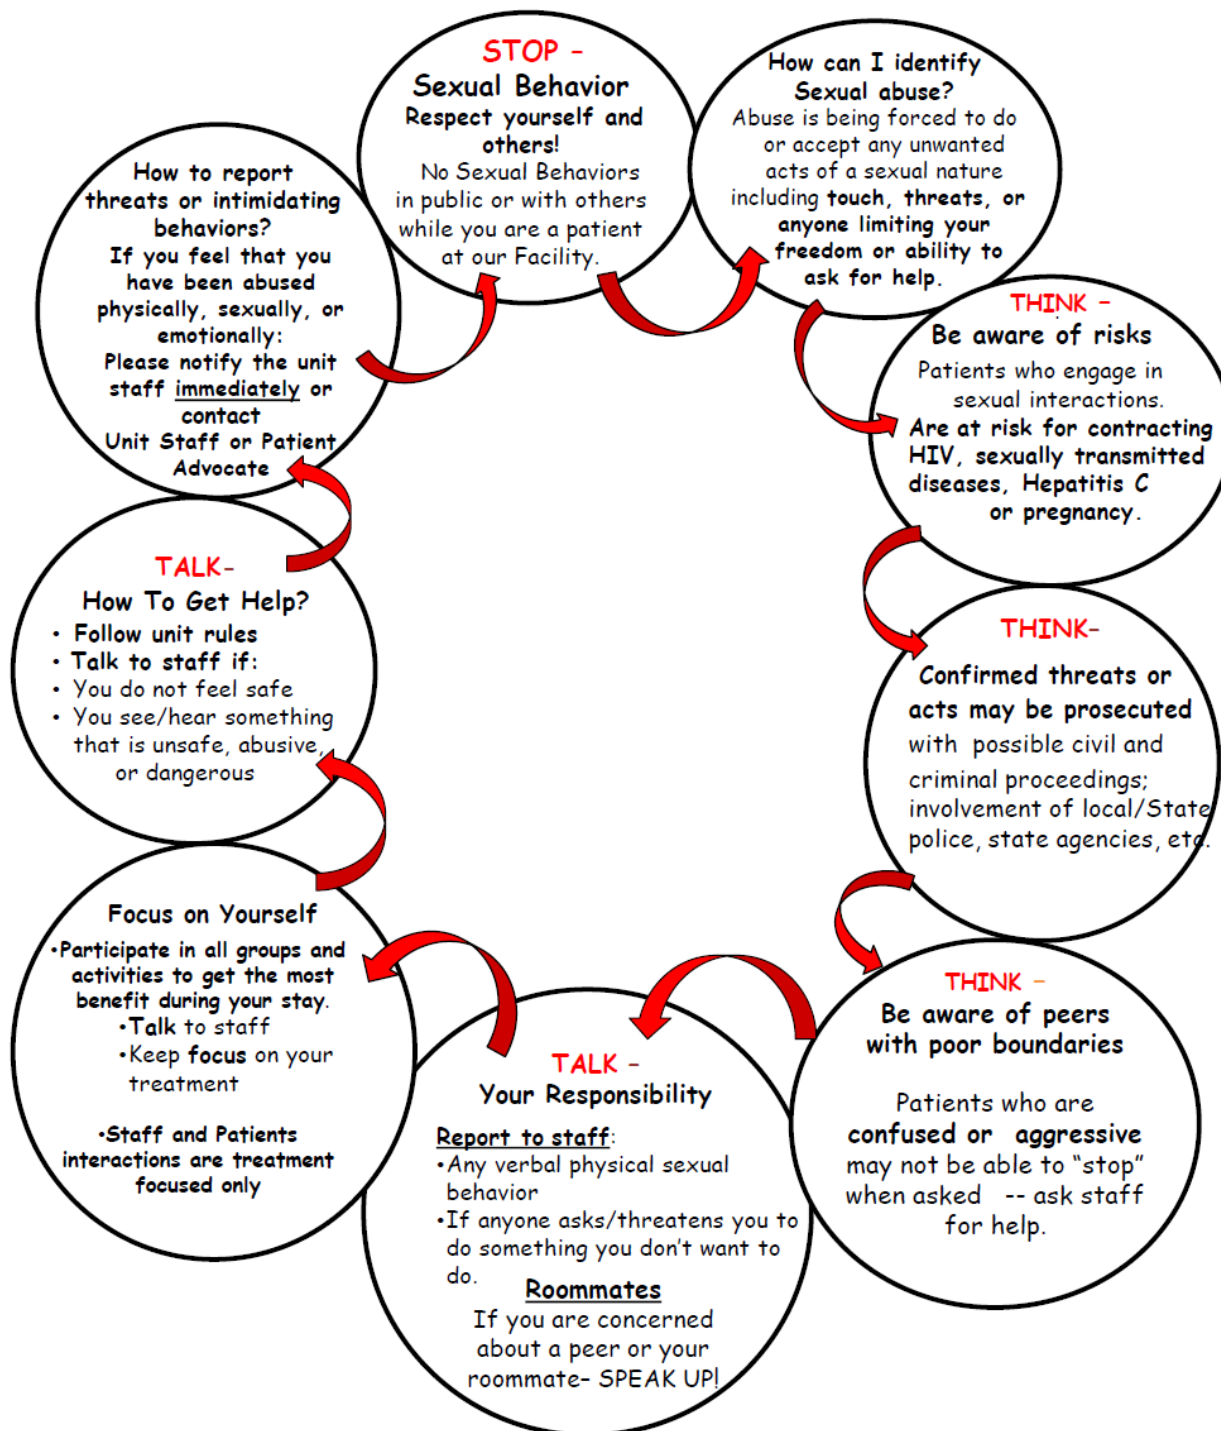 STOP –
Sexual Behavior
Respect yourself and
others!
No Sexual Behaviors
in public or with others
while you are a patient
at our Facility.
How can I identify
Sexual abuse?
Abuse is being forced to do
or accept any unwanted
acts of a sexual nature
including touch, threats, or
anyone limiting your
freedom or ability to
ask for help.
THINK –
Be aware of risks
Patients who engage in
sexual interactions.
Are at risk for contracting
HIV, sexually transmitted
diseases, Hepatitis C
or pregnancy.
THINK–
Confirmed threats or
acts may be prosecuted
with possible civil and
criminal proceedings;
involvement of local/State
police, state agencies, etc.
THINK –
Be aware of peers
with poor boundaries
Patients who are
confused or aggressive
may not be able to “stop”
when asked -- ask staff
for help.
TALK –
Your Responsibility
Report to staff:
•Any verbal physical sexual
behavior
•If anyone asks/threatens you to
do something you don’t want to
do.
Roommates
If you are concerned
about a peer or your
roommate– SPEAK UP!
Focus on Yourself
•Participate in all groups and
activities to get the most
benefit during your stay.
•Talk to staff
•Keep focus on your
treatment
•Staff and Patients
interactions are treatment
focused only
TALK–
How To Get Help?
• Follow unit rules
• Talk to staff if:
• You do not feel safe
• You see/hear something
that is unsafe, abusive,
or dangerous
How to report
threats or intimidating
behaviors?
If you feel that you
have been abused
physically, sexually, or
emotionally:
Please notify the unit
staff immediately or
contact
Unit Staff or Patient
Advocate